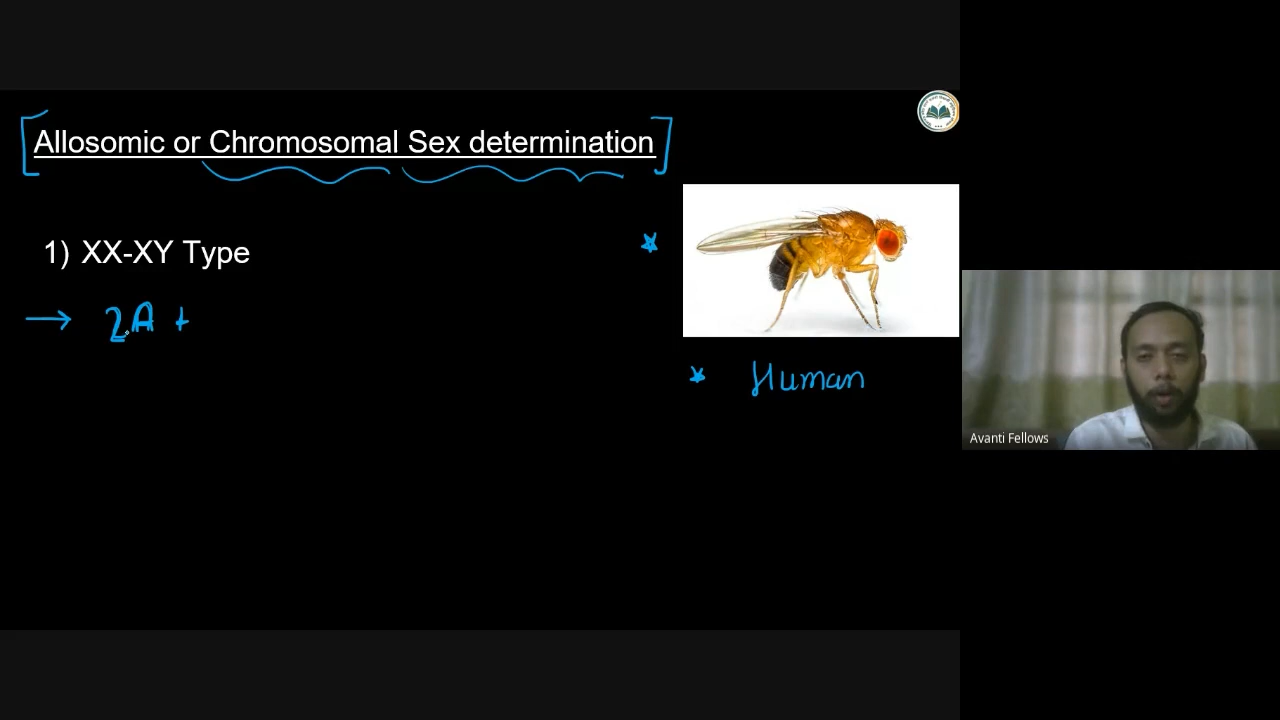 Allosomic or Chromosomal Sex determination
1) XX-XY Type
→ 2A +
* Human
Avanti Fellows